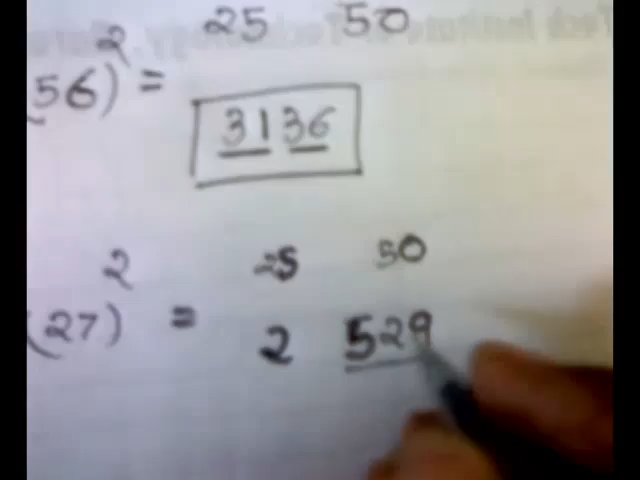 25 50
(56)² =
3136
25 50
(27)² = 2 529